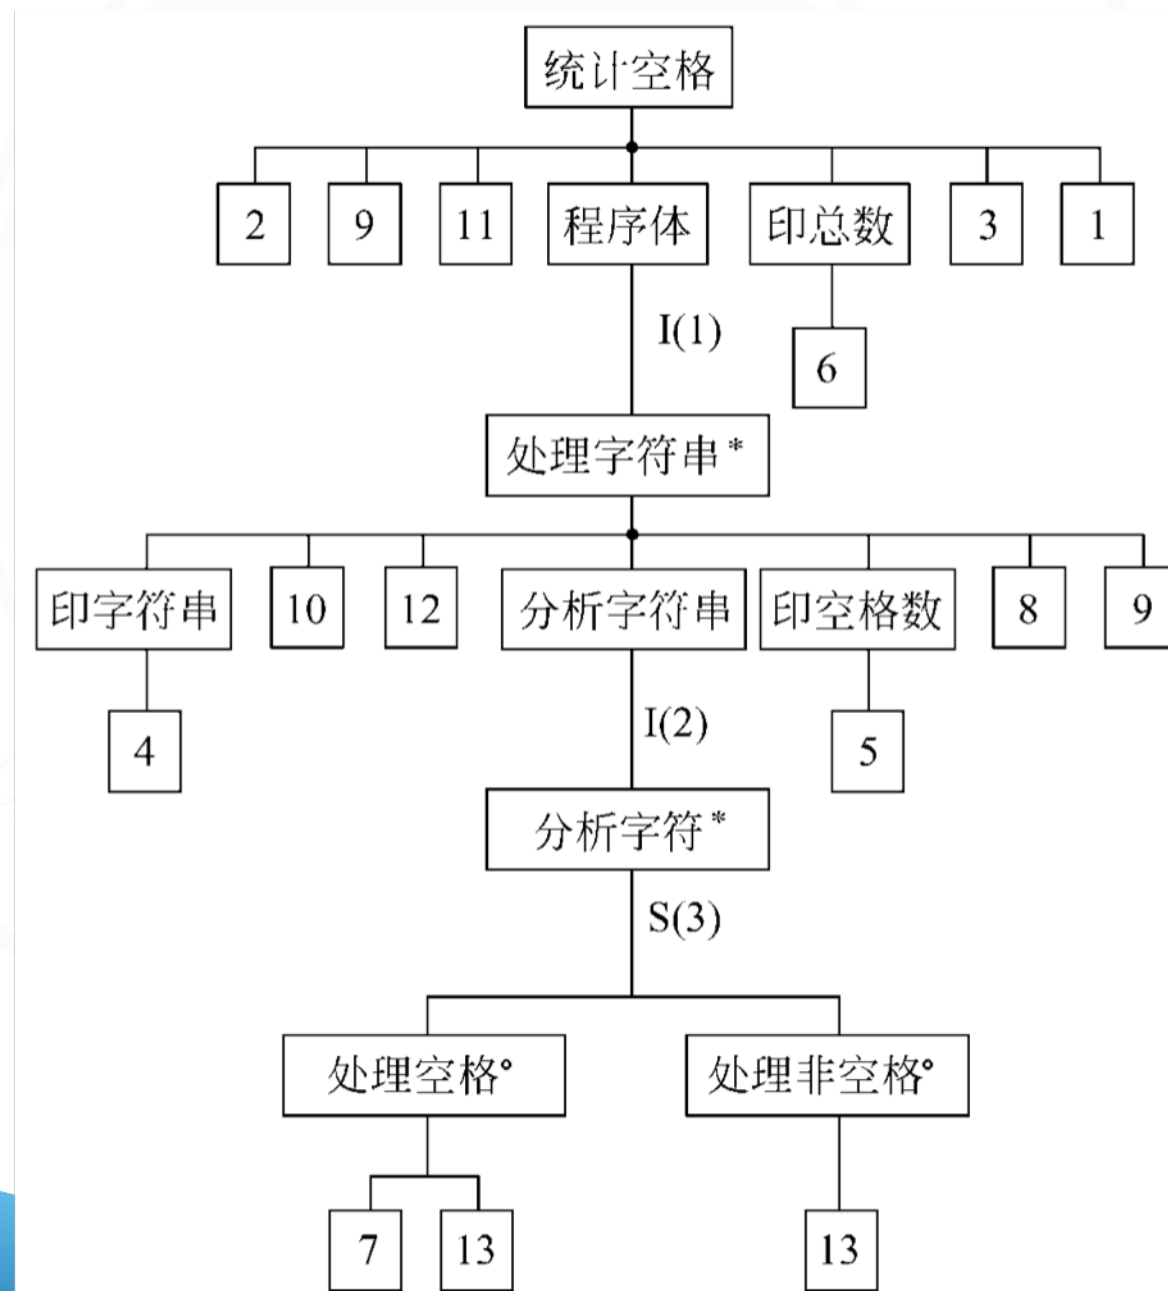 统计空格
2 9 11 程序体 印总数 3 1
I(1)
6
处理字符串*
印字符串 10 12 分析字符串 印空格数 8 9
I(2)
4 5
分析字符*
S(3)
处理空格° 处理非空格°
7 13 13